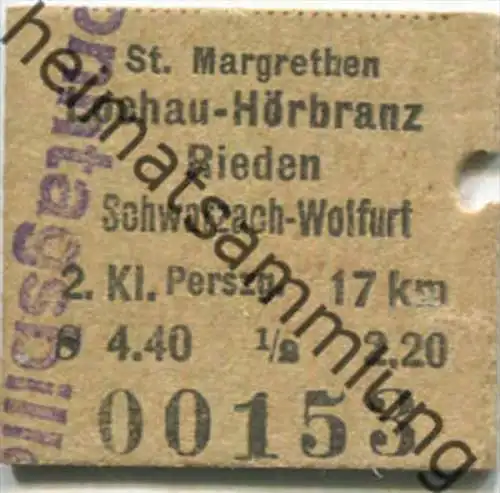 St. Margrethen
Lochau-Hörbranz
Rieden
Schwarzach-Wolfurt
2. Kl. Perszg. 17 km
S 4.40 1/2 2.20
00153
heimatsammlung